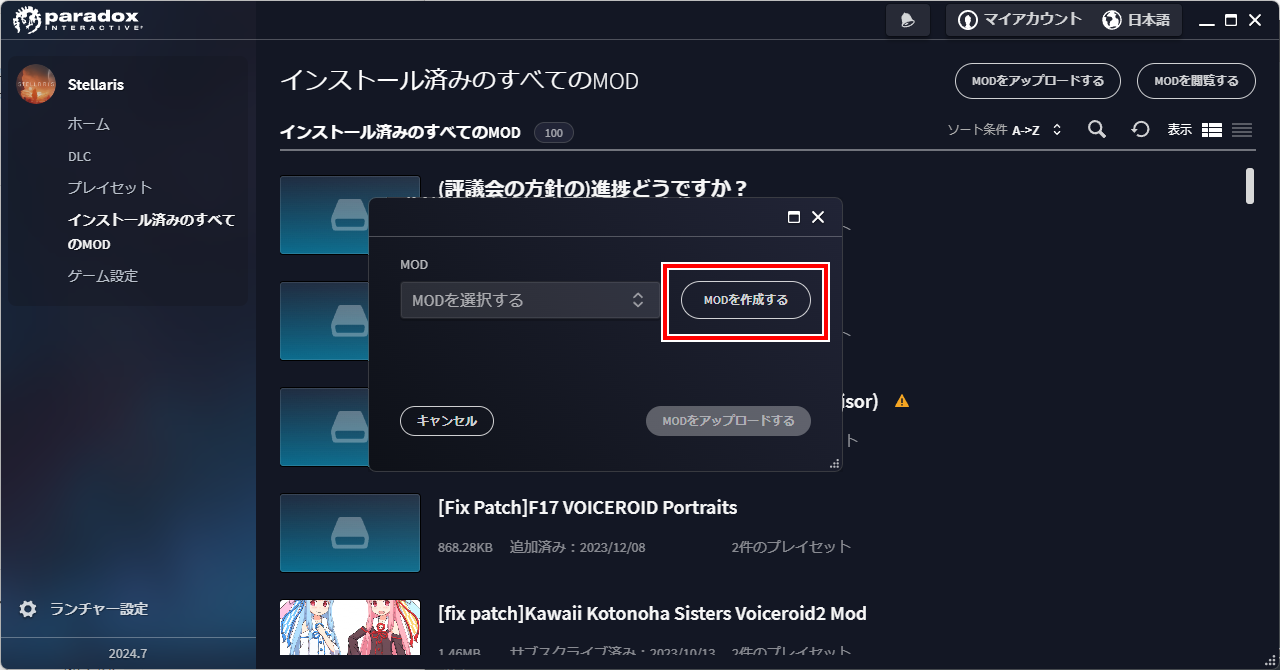 paradox
INTERACTIVE
マイアカウント
日本語
STELLARIS
Stellaris
ホーム
DLC
プレイセット
インストール済みのすべて
のMOD
ゲーム設定
ランチャー設定
2024.7
インストール済みのすべてのMOD
MODをアップロードする
MODを閲覧する
インストール済みのすべてのMOD 100
ソート条件 A->Z
表示
(評議会の方針の)進捗どうですか？
MOD
MODを選択する
MODを作成する
キャンセル
MODをアップロードする
isor)
ト
[Fix Patch]F17 VOICEROID Portraits
868.28KB 追加済み：2023/12/08 2件のプレイセット
[fix patch]Kawaii Kotonoha Sisters Voiceroid2 Mod
1.46MB サブスクライブ済み：2023/10/13 2件のプレイセット